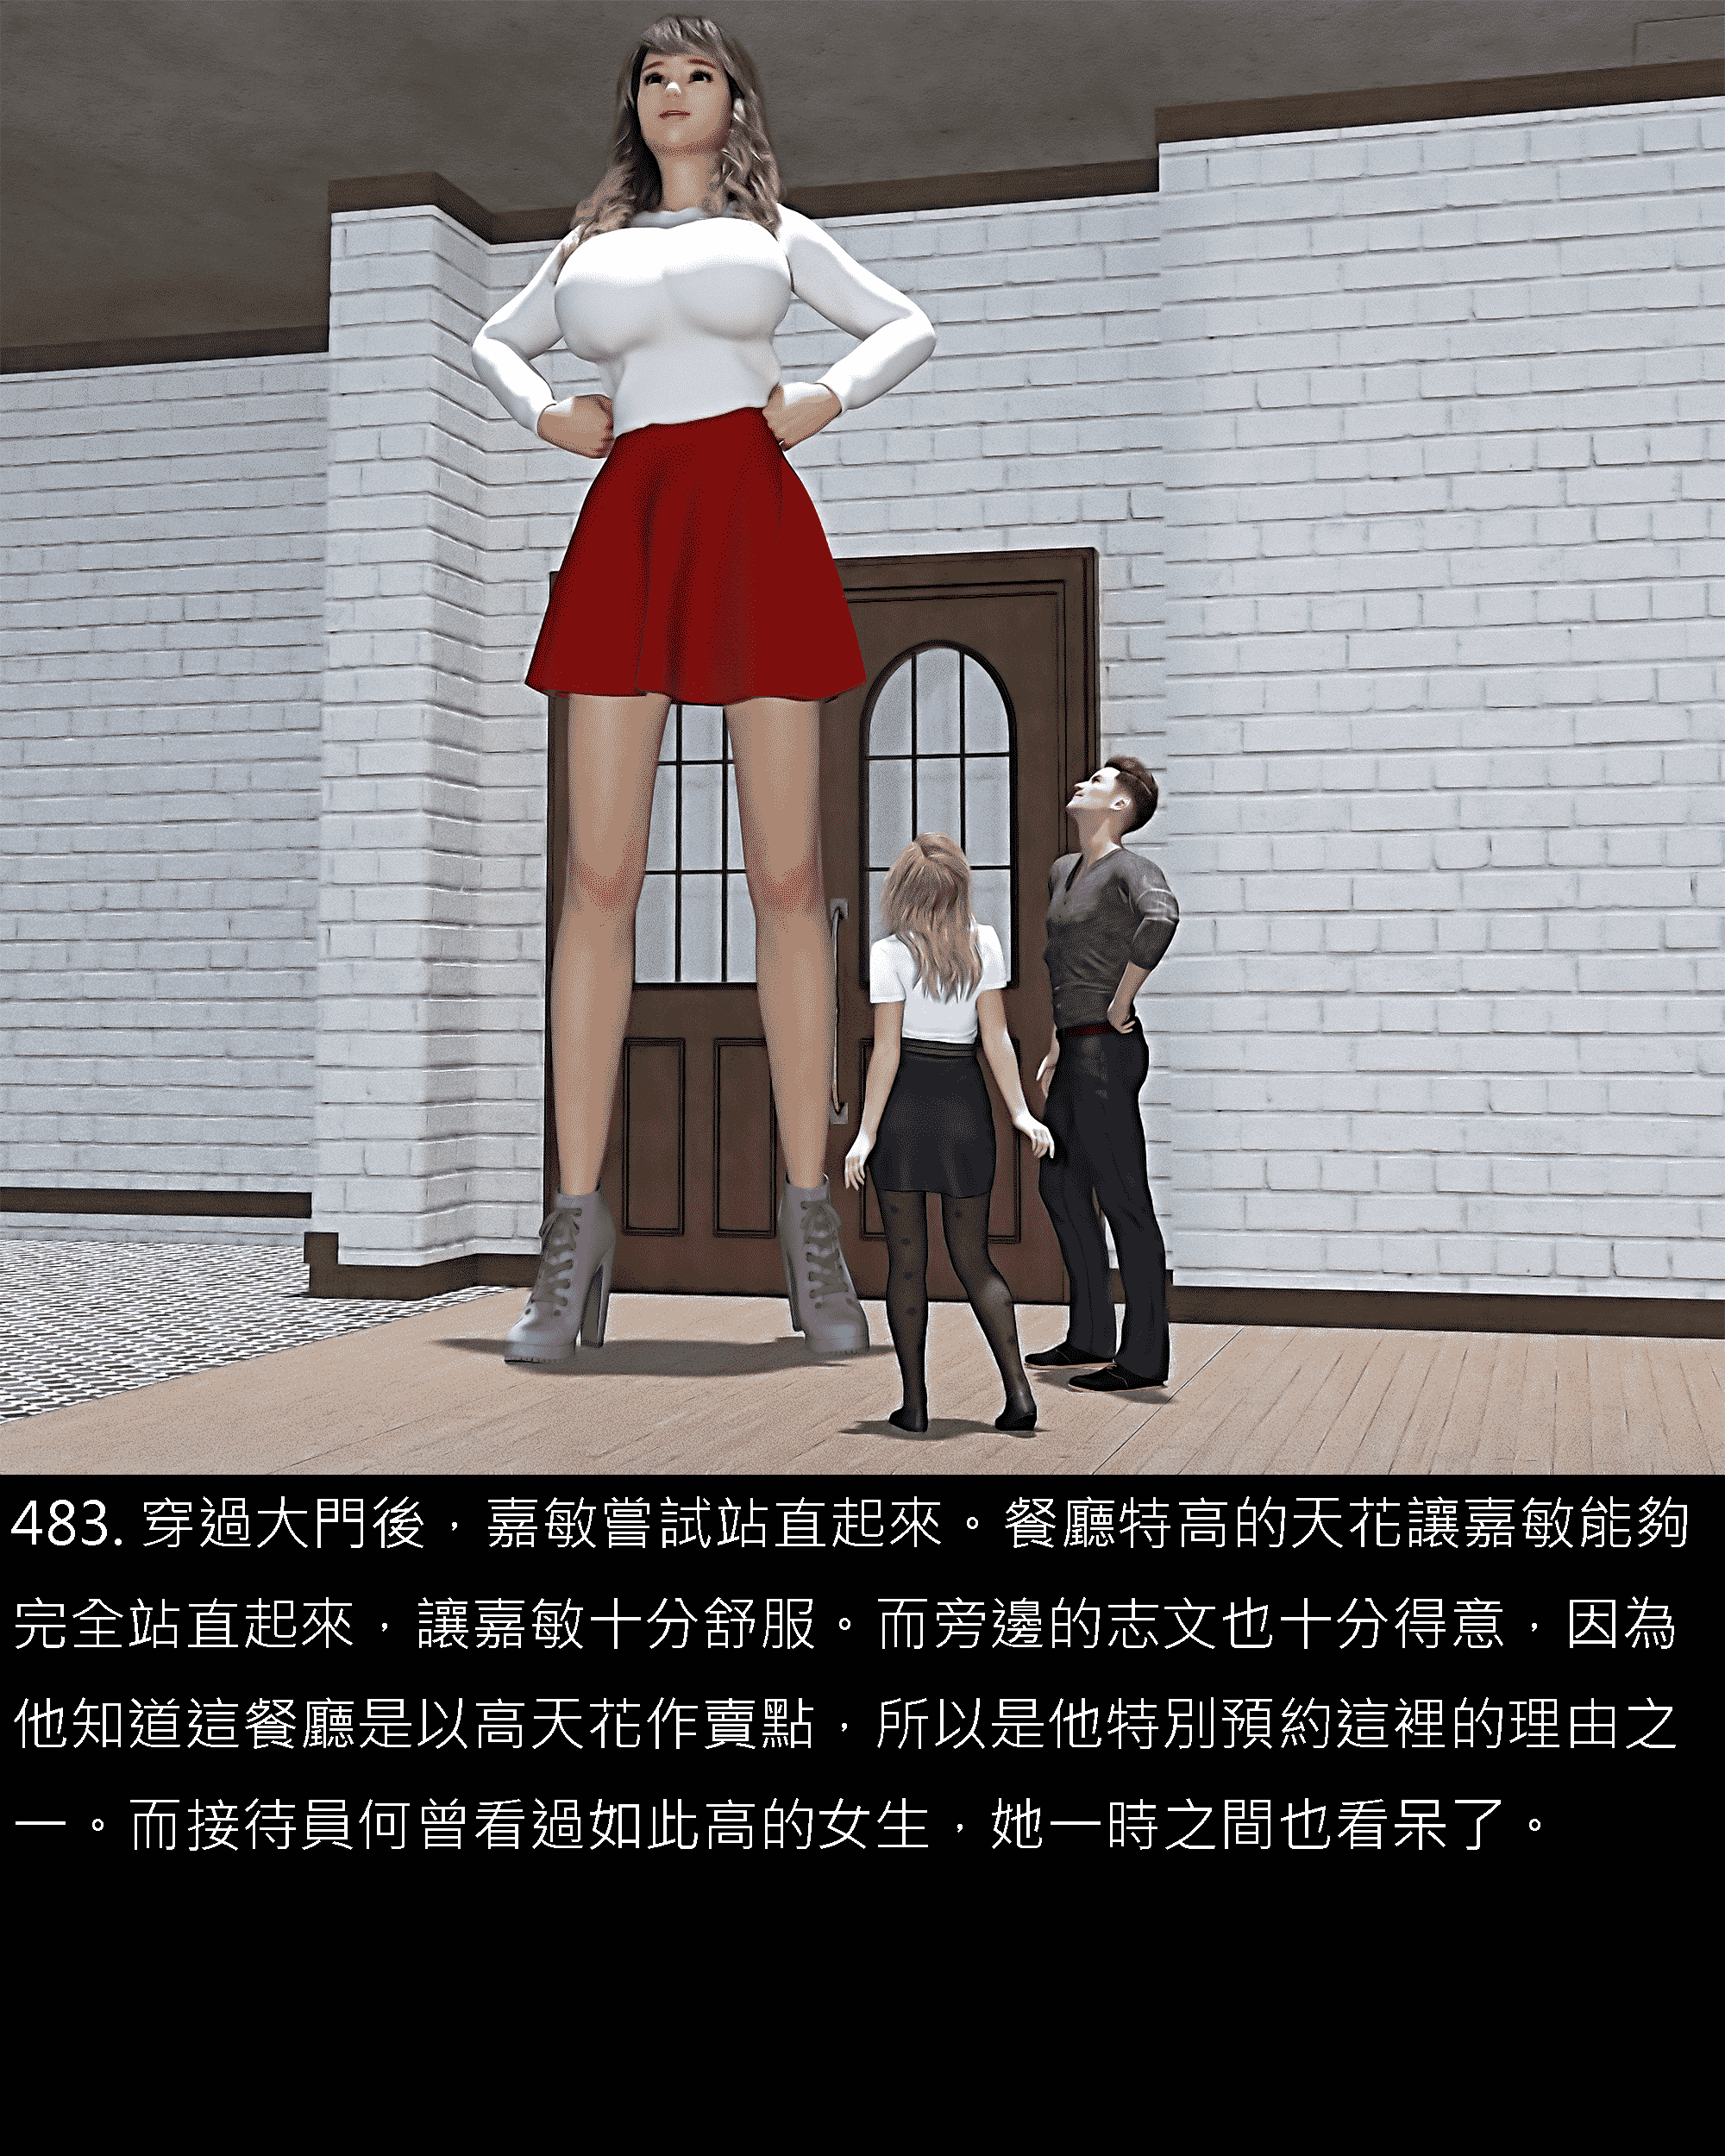 483. 穿過大門後，嘉敏嘗試站直起來。餐廳特高的天花讓嘉敏能夠
完全站直起來，讓嘉敏十分舒服。而旁邊的志文也十分得意，因為
他知道這餐廳是以高天花作賣點，所以是他特別預約這裡的理由之
一。而接待員何曾看過如此高的女生，她一時之間也看呆了。